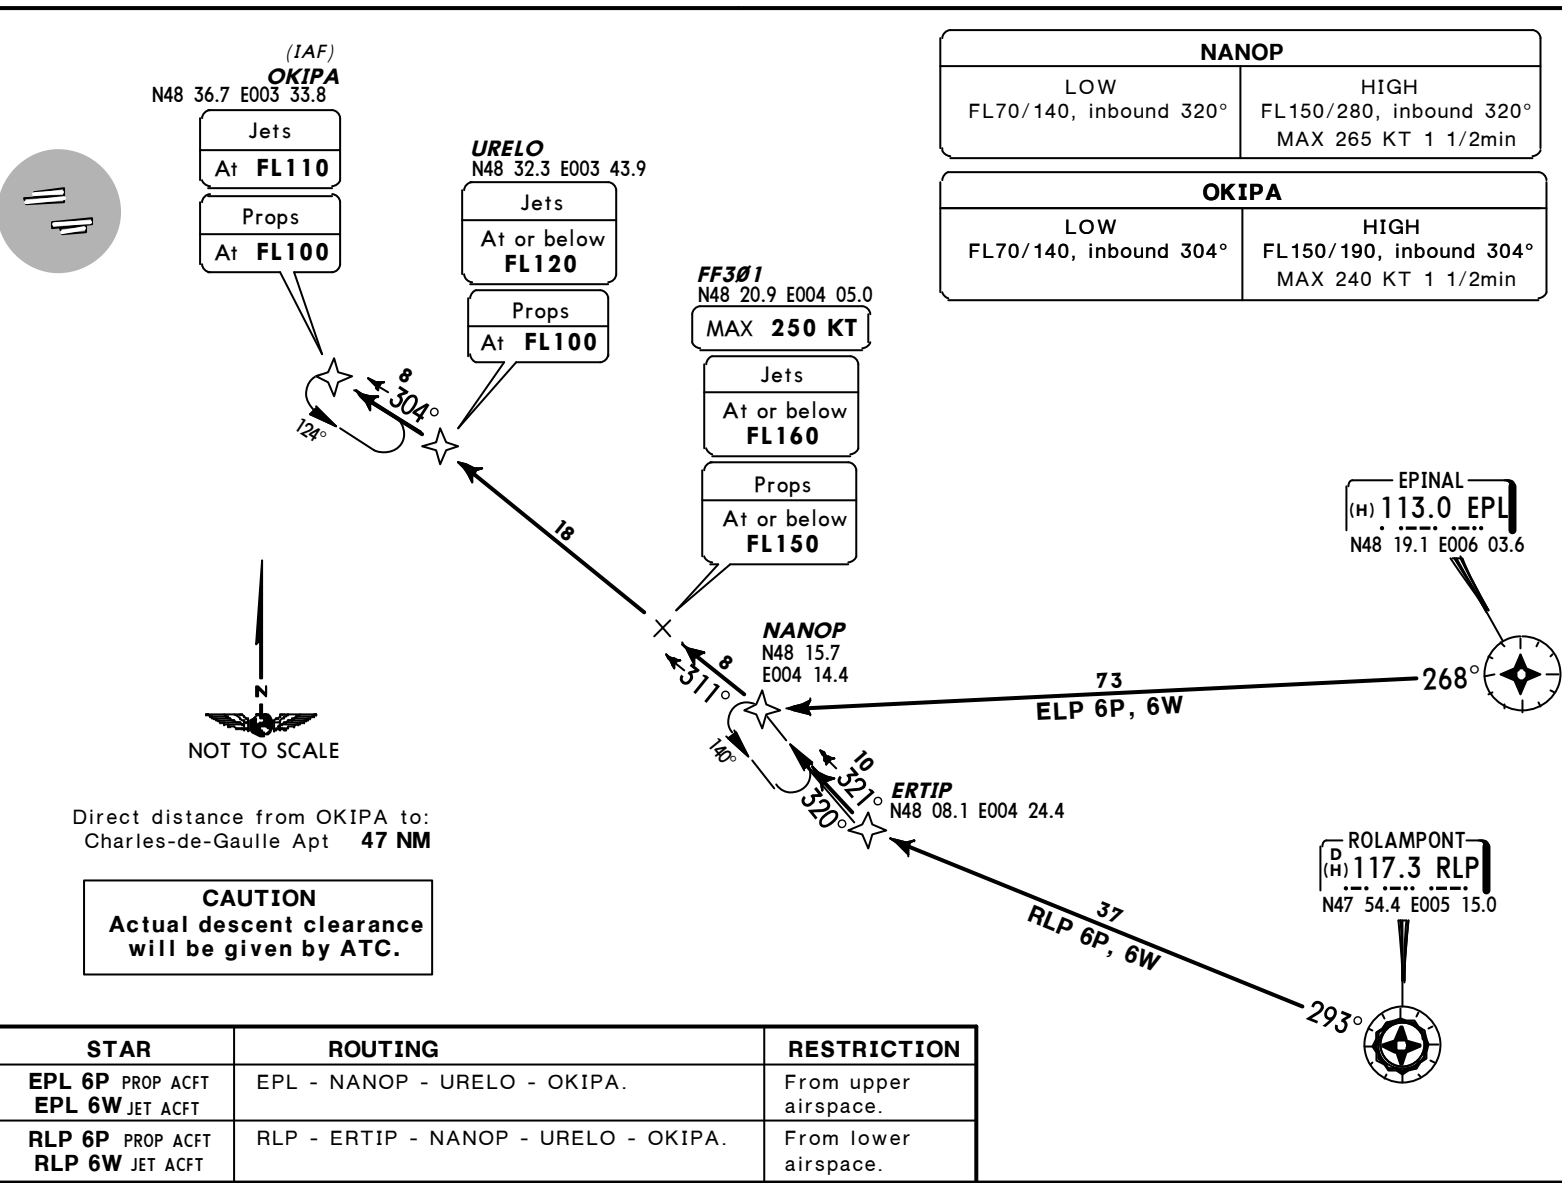 (IAF)
OKIPA
N48 36.7 E003 33.8
Jets
At FL110
Props
At FL100
URELO
N48 32.3 E003 43.9
Jets
At or below
FL120
Props
At FL100
FF3Ø1
N48 20.9 E004 05.0
MAX 250 KT
Jets
At or below
FL160
Props
At or below
FL150
NANOP
LOW
FL70/140, inbound 320°
HIGH
FL150/280, inbound 320°
MAX 265 KT 1 1/2min
OKIPA
LOW
FL70/140, inbound 304°
HIGH
FL150/190, inbound 304°
MAX 240 KT 1 1/2min
8
304°
124°
18
EPINAL
(H) 113.0 EPL
N48 19.1 E006 03.6
NANOP
N48 15.7
E004 14.4
8
311°
140°
73
268°
ELP 6P, 6W
10
321°
320°
ERTIP
N48 08.1 E004 24.4
ROLAMPONT
D
(H) 117.3 RLP
N47 54.4 E005 15.0
37
RLP 6P, 6W
293°
N
NOT TO SCALE
Direct distance from OKIPA to:
Charles-de-Gaulle Apt 47 NM
CAUTION
Actual descent clearance
will be given by ATC.
STAR ROUTING RESTRICTION
EPL 6P PROP ACFT EPL - NANOP - URELO - OKIPA. From upper
EPL 6W JET ACFT airspace.
RLP 6P PROP ACFT RLP - ERTIP - NANOP - URELO - OKIPA. From lower
RLP 6W JET ACFT airspace.